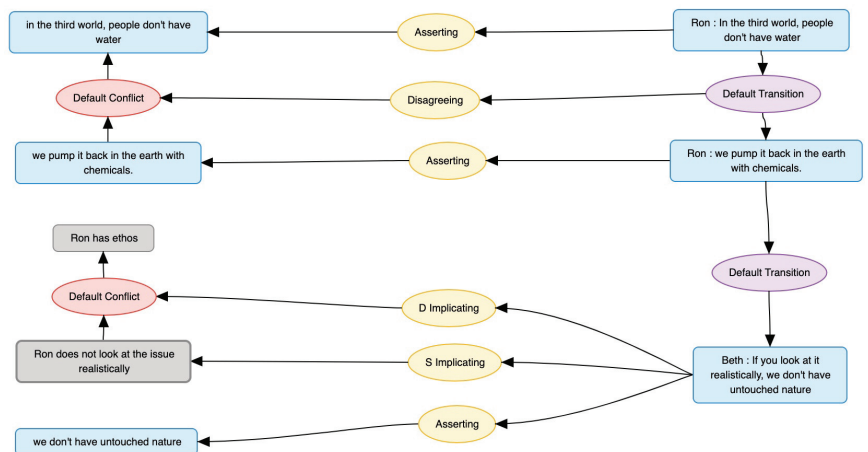 in the third world, people don't have
water
Asserting
Ron : In the third world, people
don't have water
Default Conflict
Disagreeing
Default Transition
we pump it back in the earth with
chemicals.
Asserting
Ron : we pump it back in the earth
with chemicals.
Ron has ethos
Default Transition
Default Conflict
D Implicating
Ron does not look at the issue
realistically
S Implicating
Beth : If you look at it
realistically, we don't have
untouched nature
Asserting
we don't have untouched nature